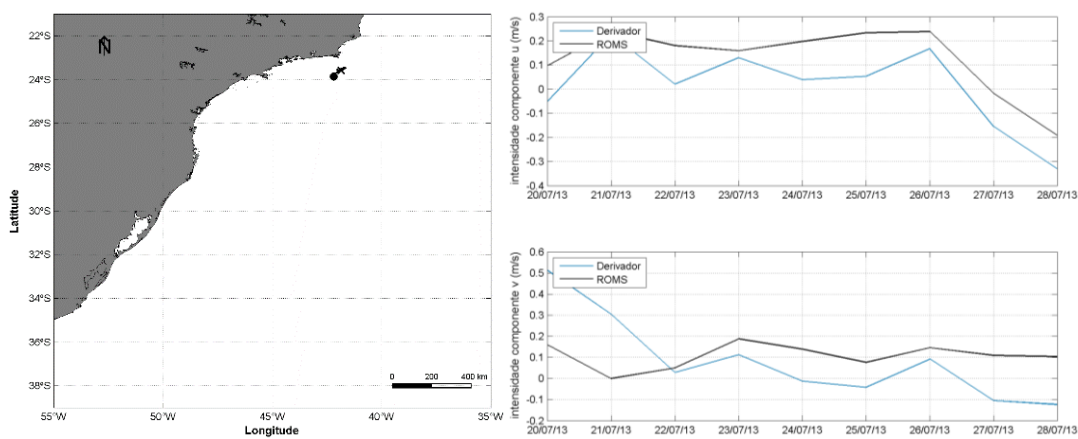 22°S
24°S
26°S
28°S
30°S
32°S
34°S
36°S
38°S
Latitude
N
0 200 400 km
55°W 50°W 45°W 40°W 35°W
Longitude
intensidade componente u (m/s)
0.3
0.2
0.1
0
-0.1
-0.2
-0.3
-0.4
Derivador
ROMS
20/07/13 21/07/13 22/07/13 23/07/13 24/07/13 25/07/13 26/07/13 27/07/13 28/07/13
intensidade componente v (m/s)
0.6
0.5
0.4
0.3
0.2
0.1
0
-0.1
-0.2
Derivador
ROMS
20/07/13 21/07/13 22/07/13 23/07/13 24/07/13 25/07/13 26/07/13 27/07/13 28/07/13